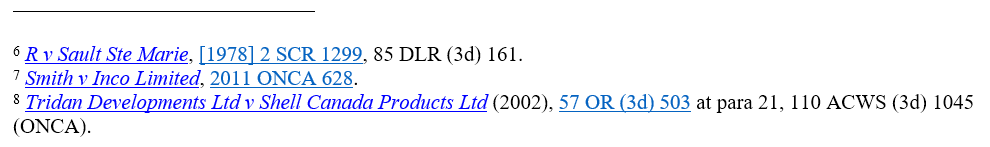 6 R v Sault Ste Marie, [1978] 2 SCR 1299, 85 DLR (3d) 161.
7 Smith v Inco Limited, 2011 ONCA 628.
8 Tridan Developments Ltd v Shell Canada Products Ltd (2002), 57 OR (3d) 503 at para 21, 110 ACWS (3d) 1045
(ONCA).